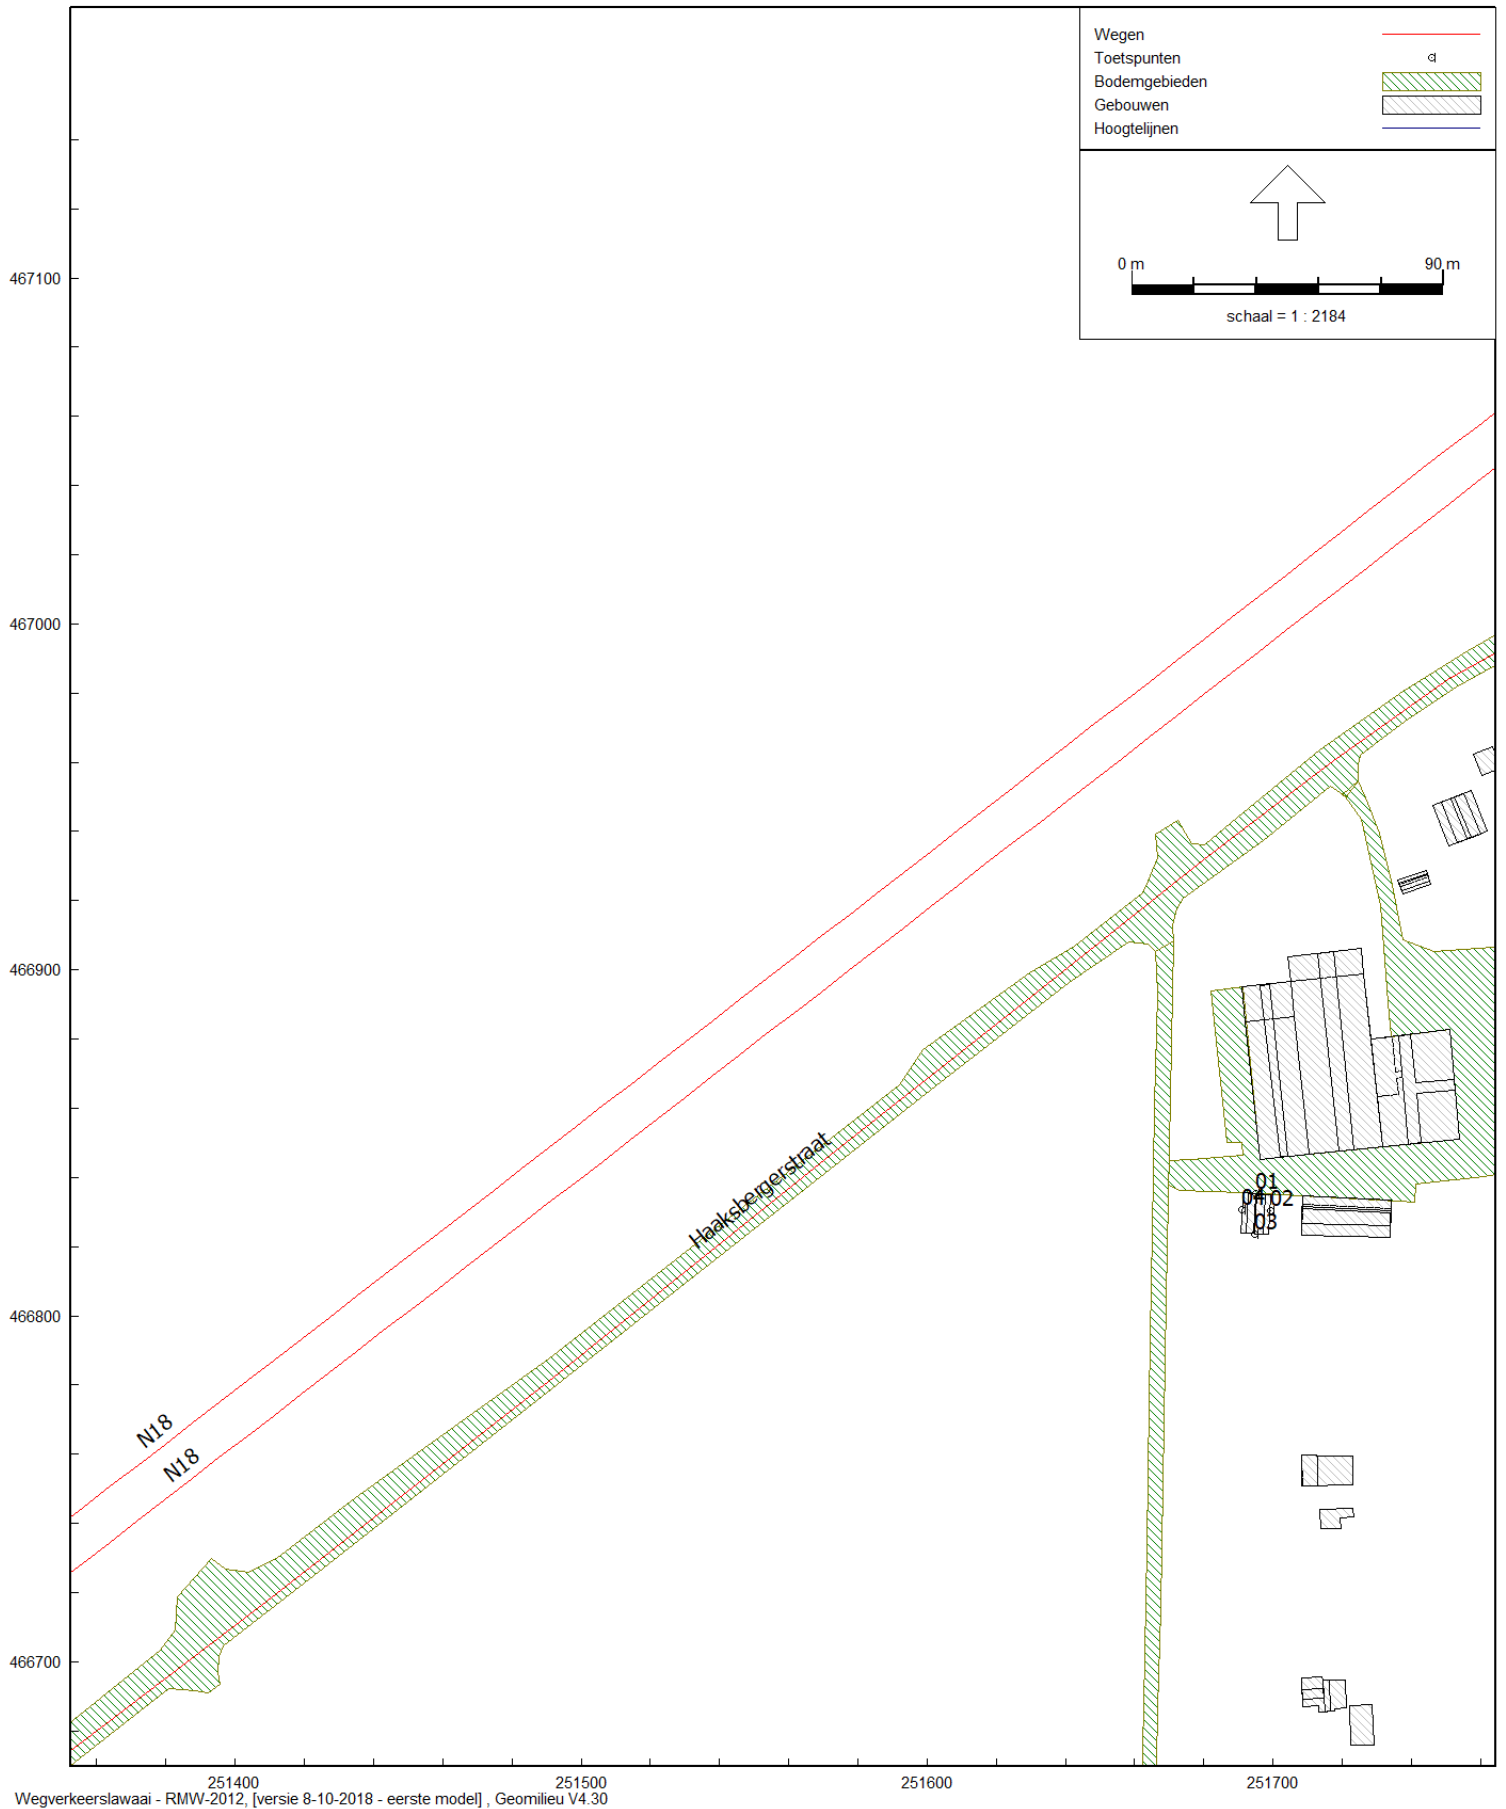 Wegen
Toetspunten
Bodemgebieden
Gebouwen
Hoogtelijnen
0 m 90 m
schaal = 1 : 2184
467100
467000
466900
01
04 02
03
Haaksbergerstraat
466800
N18
N18
466700
251400 251500 251600 251700
Wegverkeerslawaai - RMW-2012, [versie 8-10-2018 - eerste model] , Geomilieu V4.30